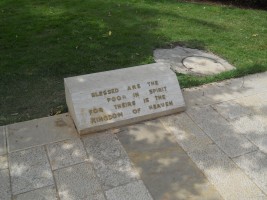 BLESSED ARE THE
POOR IN SPIRIT
FOR THEIRS IS THE
KINGDOM OF HEAVEN